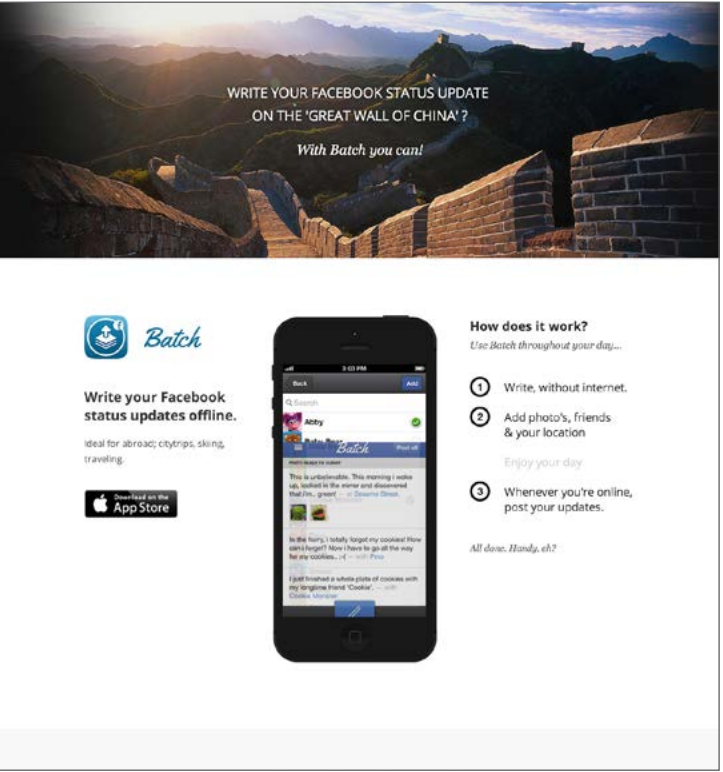 WRITE YOUR FACEBOOK STATUS UPDATE
ON THE 'GREAT WALL OF CHINA' ?
With Batch you can!
Batch
Write your Facebook
status updates offline.
Ideal for abroad; citytrips, skiing,
traveling.
Download on the
App Store
3:03 PM
Back
Add
Search
Abby
Batch
Post all
This is unbelievable. This morning i woke
up, looked in the mirror and discovered
that i'm.. green! — at Sesame Street
In the ferry, i totally forgot my cookies! How
can i forget? Now i have to go all the way
for my cookies.. :-( — with
I just finished a whole plate of cookies with
my longtime friend 'Cookie'. — with
Cookie Monster
How does it work?
Use Batch throughout your day...
1 Write, without internet.
2 Add photo's, friends
& your location
Enjoy your day
3 Whenever you're online,
post your updates.
All done. Handy, eh?